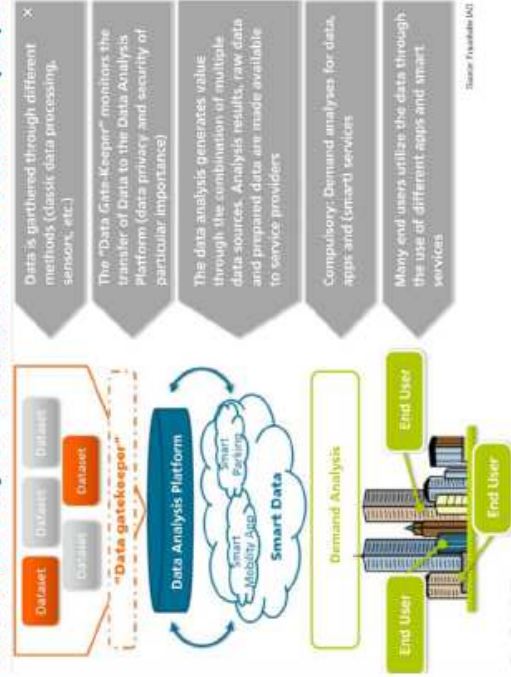 Dataset
Dataset
Dataset
Dataset
Dataset
"Data gatekeeper"
Data Analysis Platform
Smart
Mobility App
Smart
Parking
Smart Data
Demand Analysis
End User
End User
End User
Data is garthered through different
methods (classic data processing,
sensors, etc.)
The "Data Gate-Keeper" monitors the
transfer of Data to the Data Analysis
Platform (data privacy and security of
particular importance)
The data analysis generates value
through the combination of multiple
data sources. Analysis results, raw data
and prepared data are made available
to service providers
Compulsory: Demand analyses for data,
apps and (smart) services
Many end users utilize the data through
the use of different apps and smart
services
Source: Fraunhofer IAO